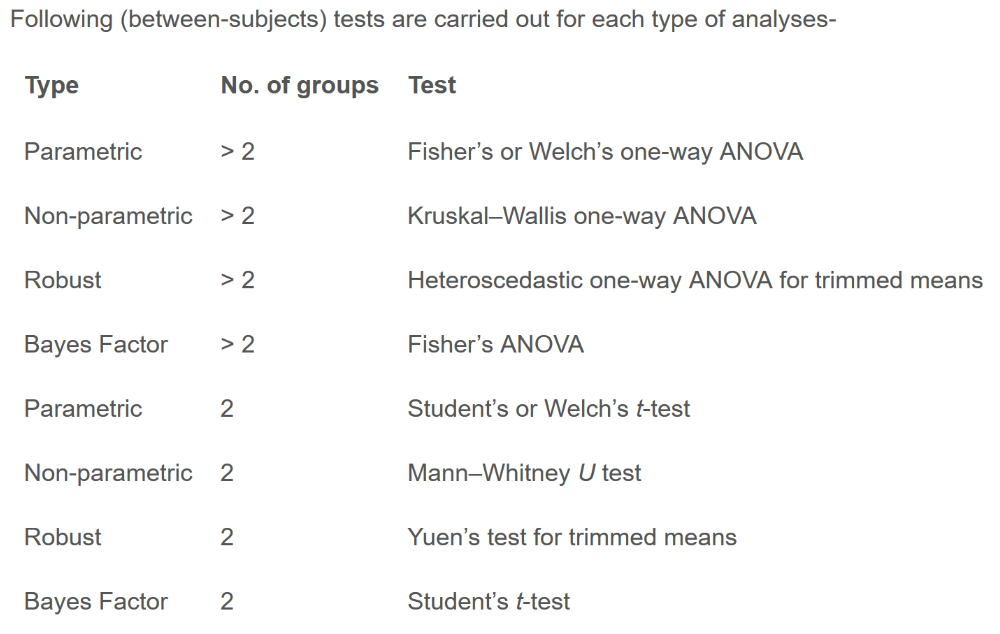 Following (between-subjects) tests are carried out for each type of analyses-
Type No. of groups Test
Parametric > 2 Fisher’s or Welch’s one-way ANOVA
Non-parametric > 2 Kruskal–Wallis one-way ANOVA
Robust > 2 Heteroscedastic one-way ANOVA for trimmed means
Bayes Factor > 2 Fisher’s ANOVA
Parametric 2 Student’s or Welch’s t-test
Non-parametric 2 Mann–Whitney U test
Robust 2 Yuen’s test for trimmed means
Bayes Factor 2 Student’s t-test